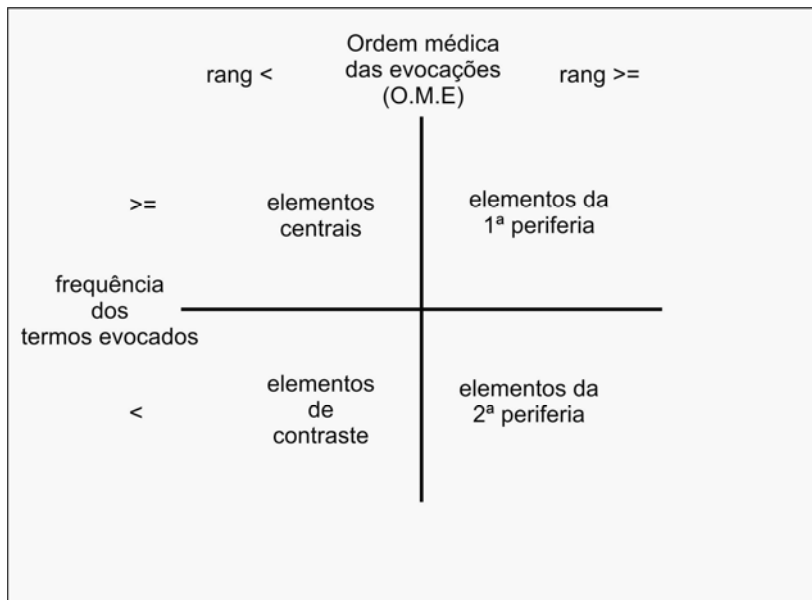 Ordem médica
das evocações
(O.M.E)
rang <
rang >=
>=
elementos
centrais
elementos da
1ª periferia
frequência
dos
termos evocados
<
elementos
de
contraste
elementos da
2ª periferia